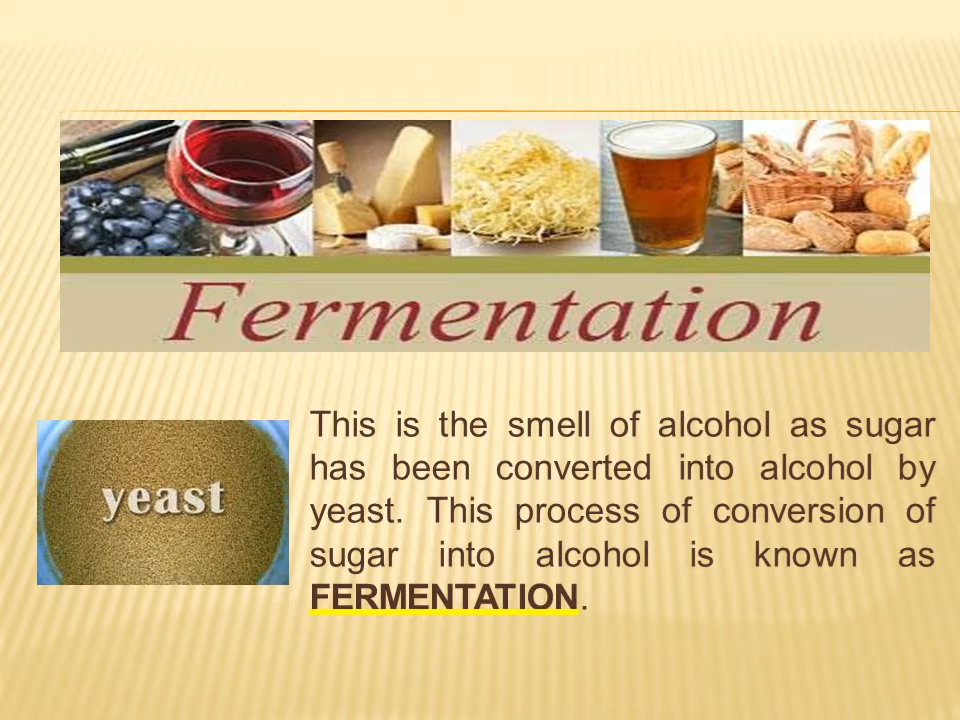 Fermentation
yeast
This is the smell of alcohol as sugar
has been converted into alcohol by
yeast. This process of conversion of
sugar into alcohol is known as
FERMENTATION.